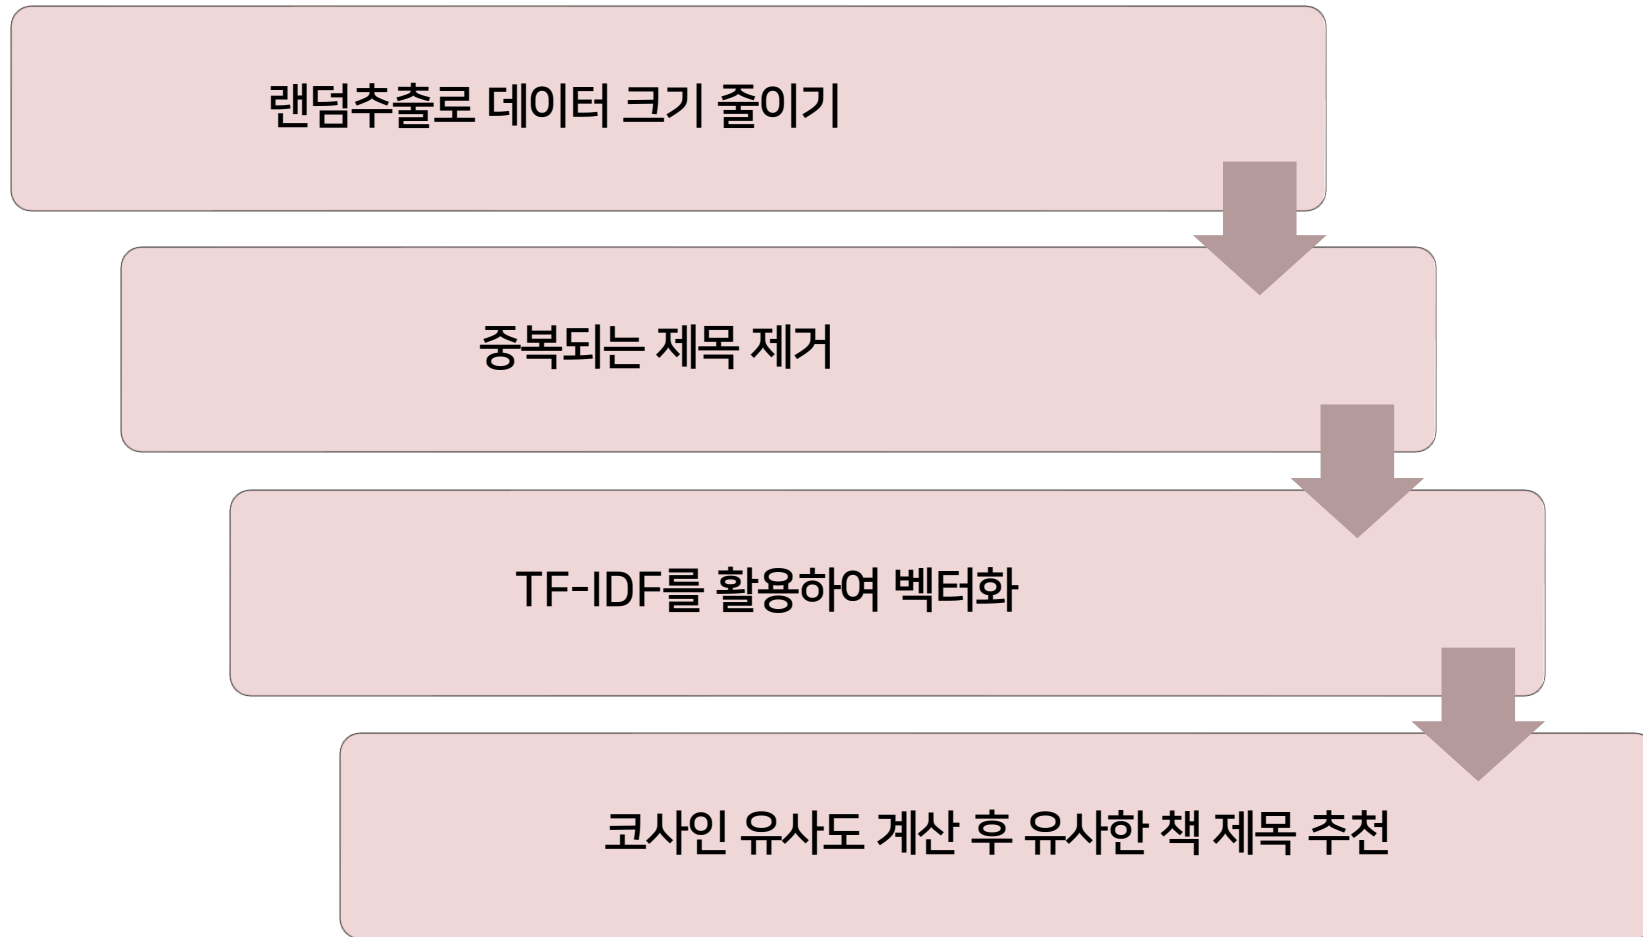 랜덤추출로 데이터 크기 줄이기
중복되는 제목 제거
TF-IDF를 활용하여 벡터화
코사인 유사도 계산 후 유사한 책 제목 추천